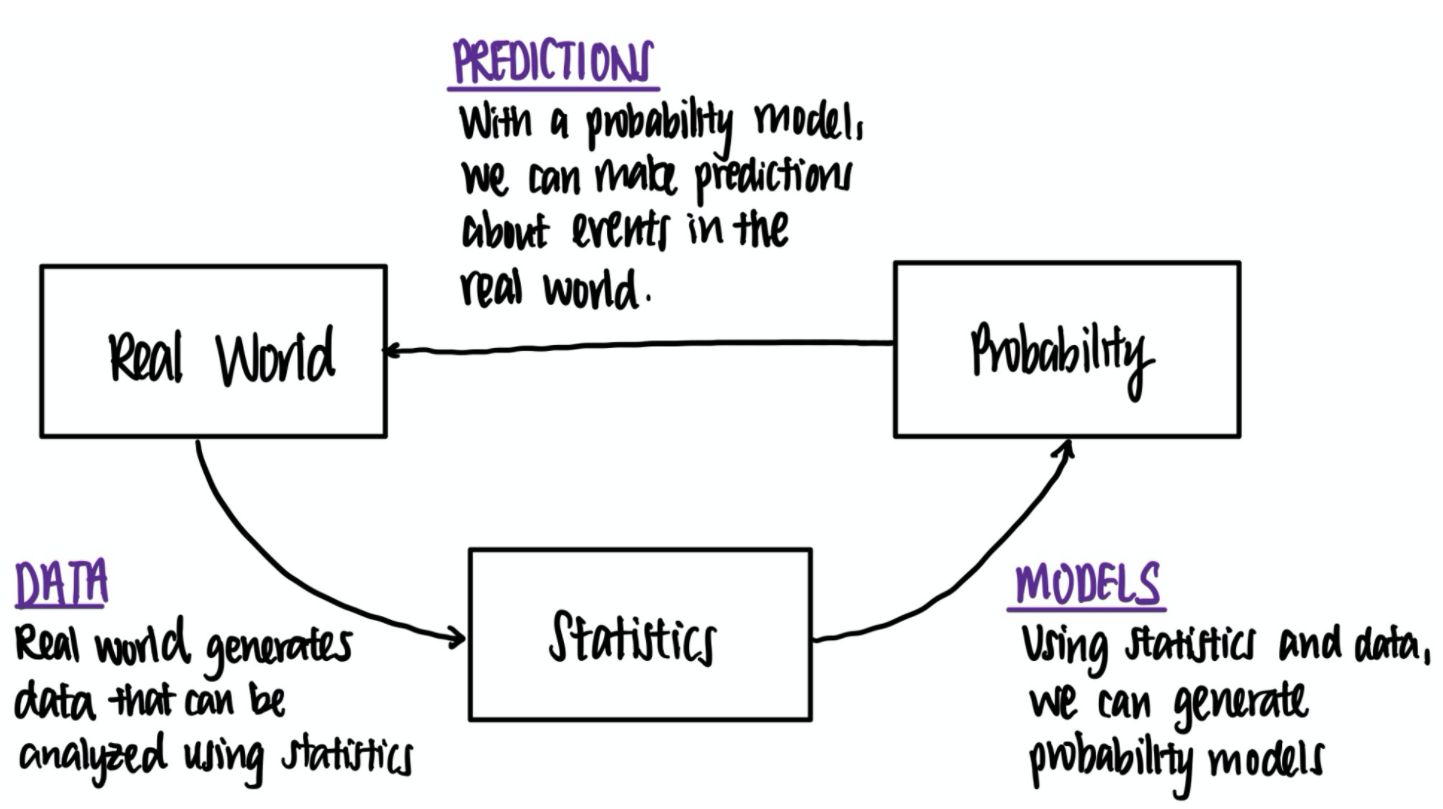 PREDICTIONS
With a probability model,
we can make predictions
about events in the
real world.
Real World
Probability
DATA
Real world generates
data that can be
analyzed using statistics
Statistics
MODELS
Using statistics and data,
we can generate
probability models